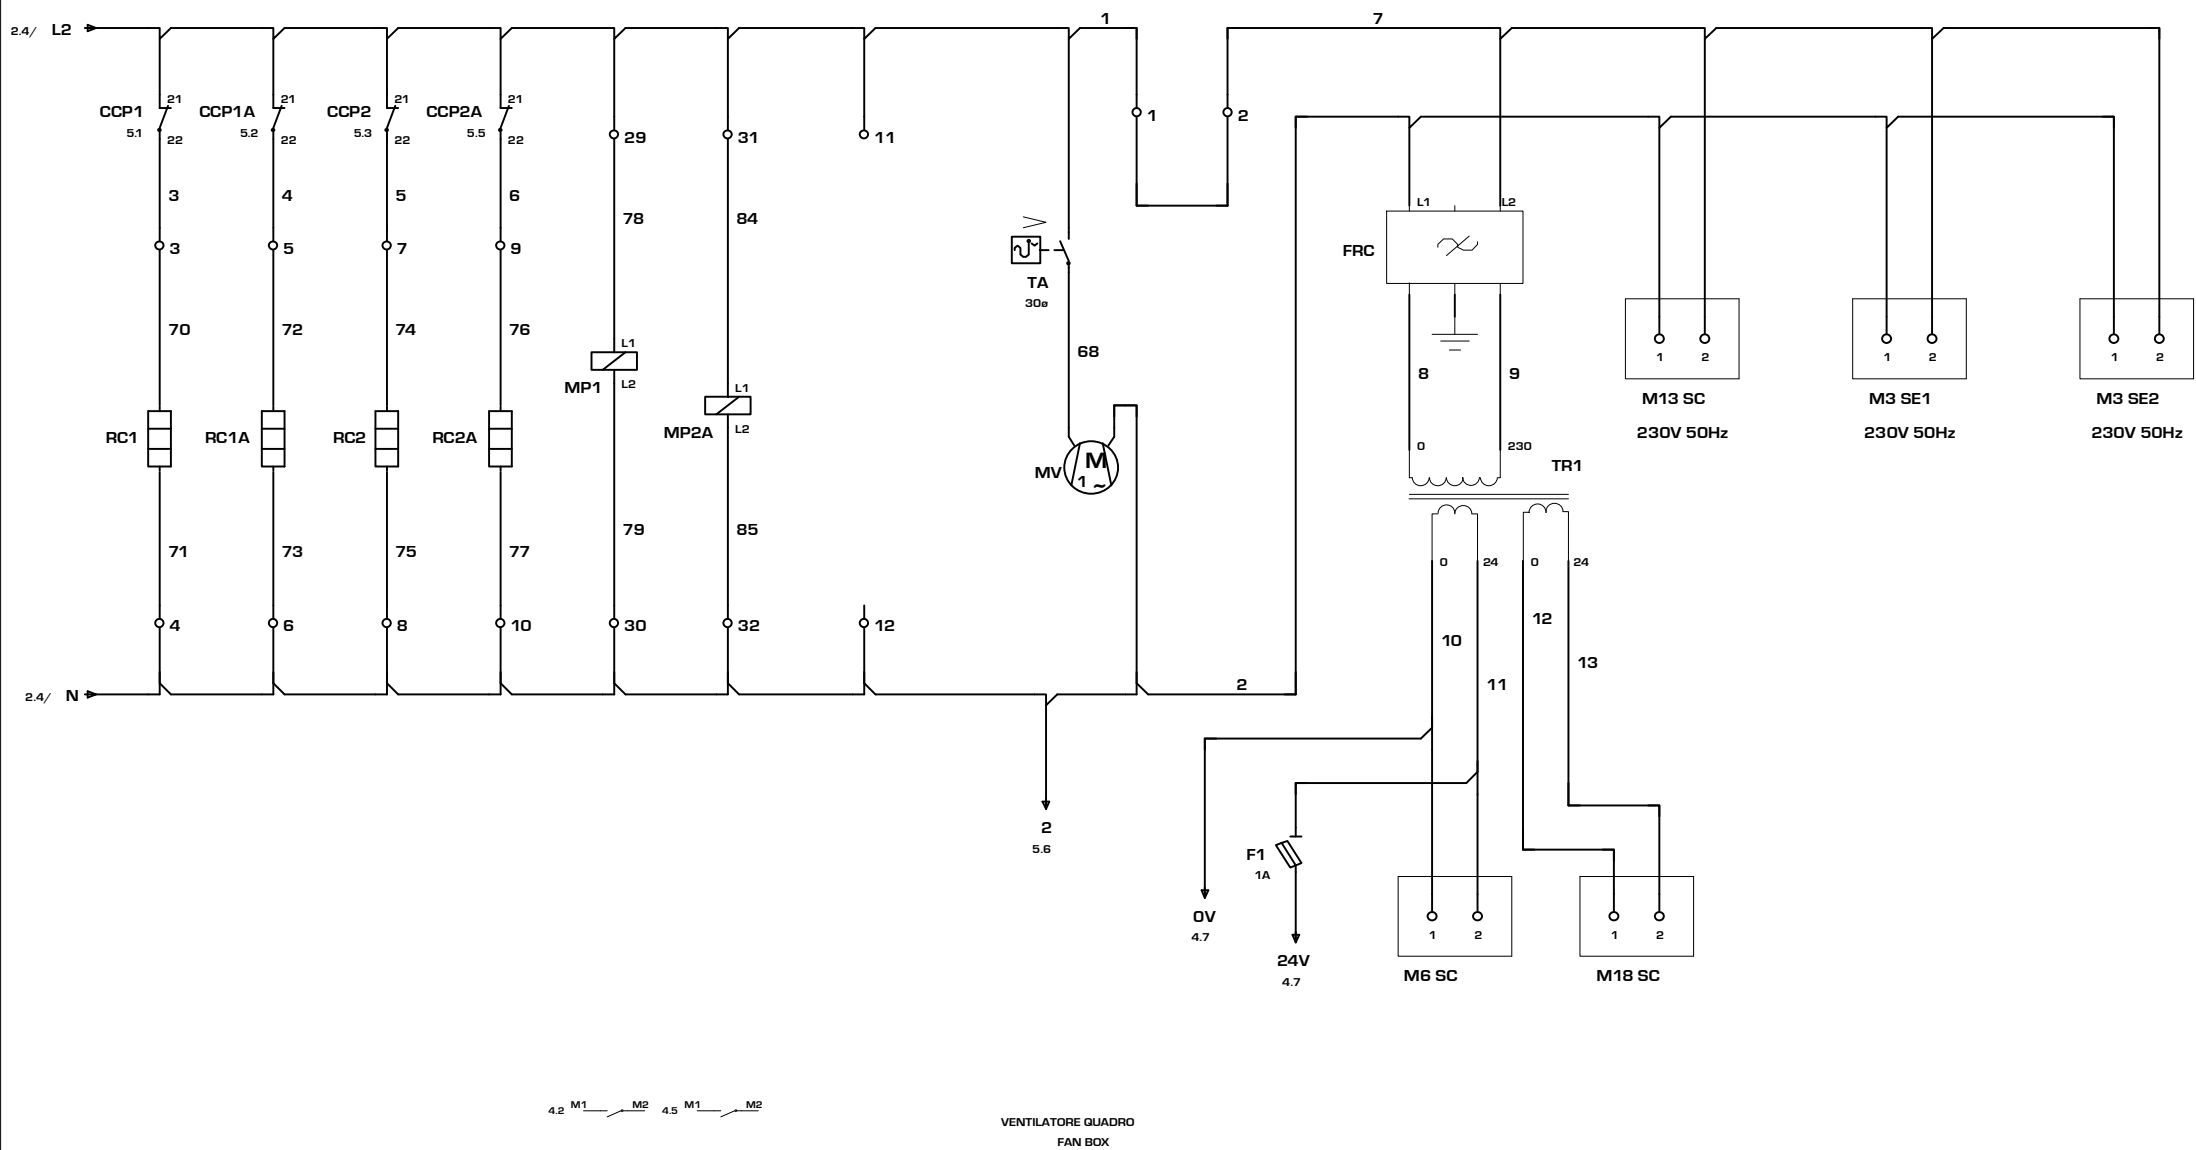 1 7
2.4/ L2
21 21 21 21
CCP1 CCP1A CCP2 CCP2A
5.1 5.2 5.3 5.5
22 22 22 22
29 31 11 1 2
3 4 5 6
78 84
L1 L2
3 5 7 9
FRC
TA
30ø
70 72 74 76
L1
68
1 2 1 2 1 2
MP1 L2
8 9
L1
M13 SC M3 SE1 M3 SE2
MP2A L2
230V 50Hz 230V 50Hz 230V 50Hz
RC1 RC1A RC2 RC2A
0 230
M
MV
TR1
1 ~
79 85
71 73 75 77
0 24 0 24
4 6 8 10 30 32 12
12
10
13
2.4/ N
2
11
2
5.6
F1
1A
0V
4.7
1 2 1 2
24V
4.7
M6 SC M18 SC
4.2 M1 M2 4.5 M1 M2
VENTILATORE QUADRO
FAN BOX